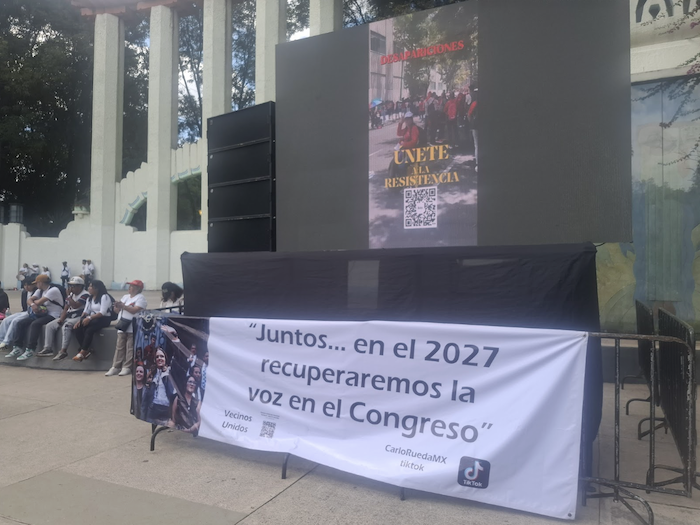 DESAPARICIONES
ÚNETE
A LA
RESISTENCIA
"Juntos... en el 2027
recuperaremos la
voz en el Congreso"
Vecinos
Unidos
CarloRuedaMX
tiktok
TikTok